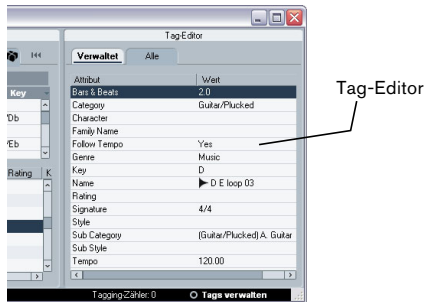 Tag-Editor
Verwaltet Alle
Key
Attribut Wert
Bars & Beats 2.0
Category Guitar/Plucked
/Db Character
Family Name
/Eb Follow Tempo Yes
Genre Music
Key D
Rating K Name D E loop 03
Rating
Signature 4/4
Style
Sub Category (Guitar/Plucked) A. Guitar
Sub Style
Tempo 120.00
Tagging-Zähler: 0 Tags verwalten
Tag-Editor